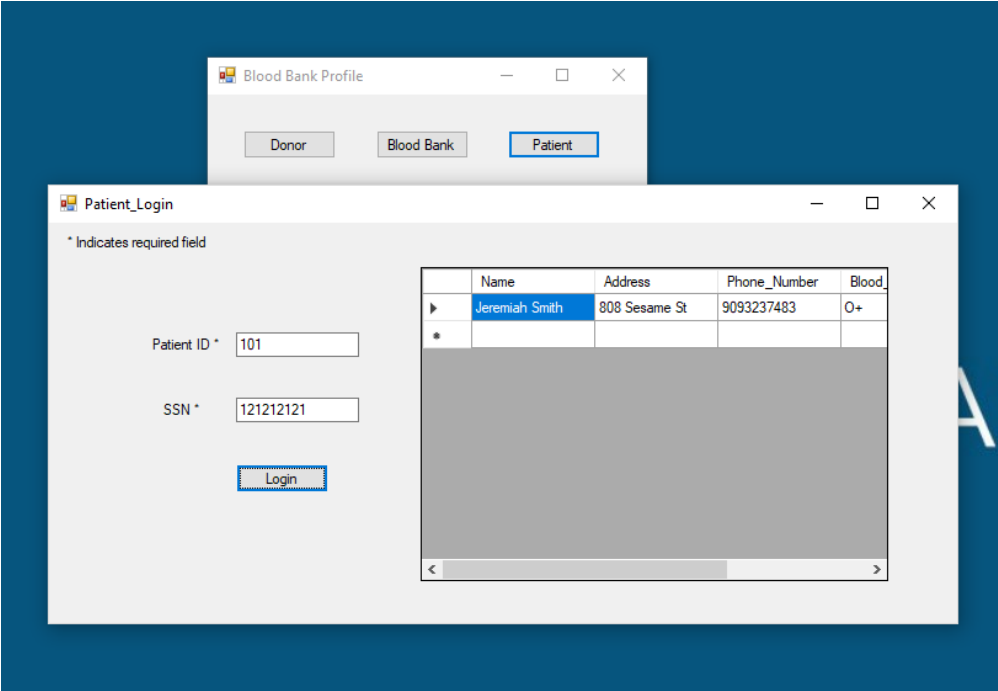 Blood Bank Profile
Donor Blood Bank Patient
Patient_Login
* Indicates required field
Name Address Phone_Number Blood_
Jeremiah Smith 808 Sesame St 9093237483 O+
Patient ID * 101
SSN * 121212121
Login
A